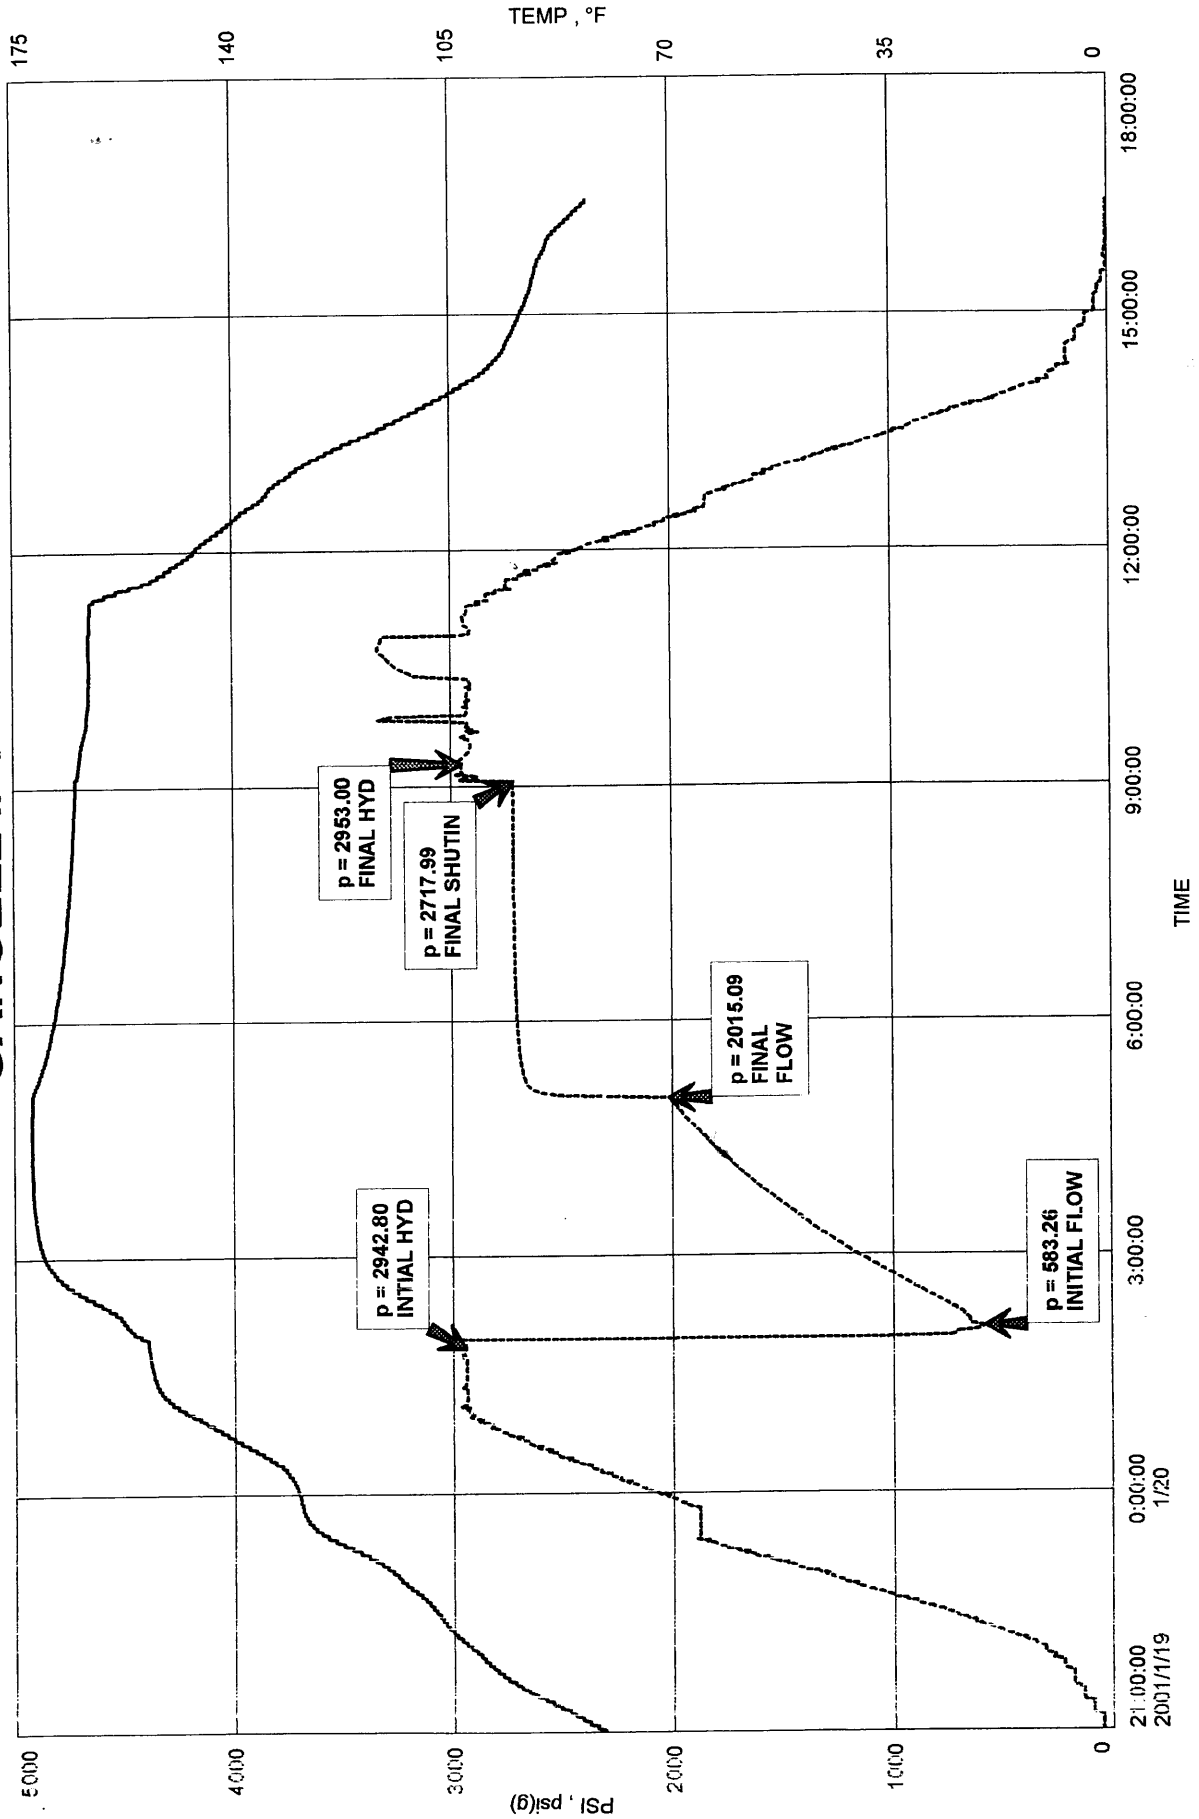 5000
4000
3000
2000
1000
0
PSI , psi(g)
175
140
105
70
35
0
TEMP , °F
p = 2942.80
INTIAL HYD
p = 583.26
INITIAL FLOW
p = 2015.09
FINAL
FLOW
p = 2717.99
FINAL SHUTIN
p = 2953.00
FINAL HYD
21:00:00
2001/1/19
0:00:00
1/20
3:00:00
6:00:00
9:00:00
12:00:00
15:00:00
18:00:00
TIME